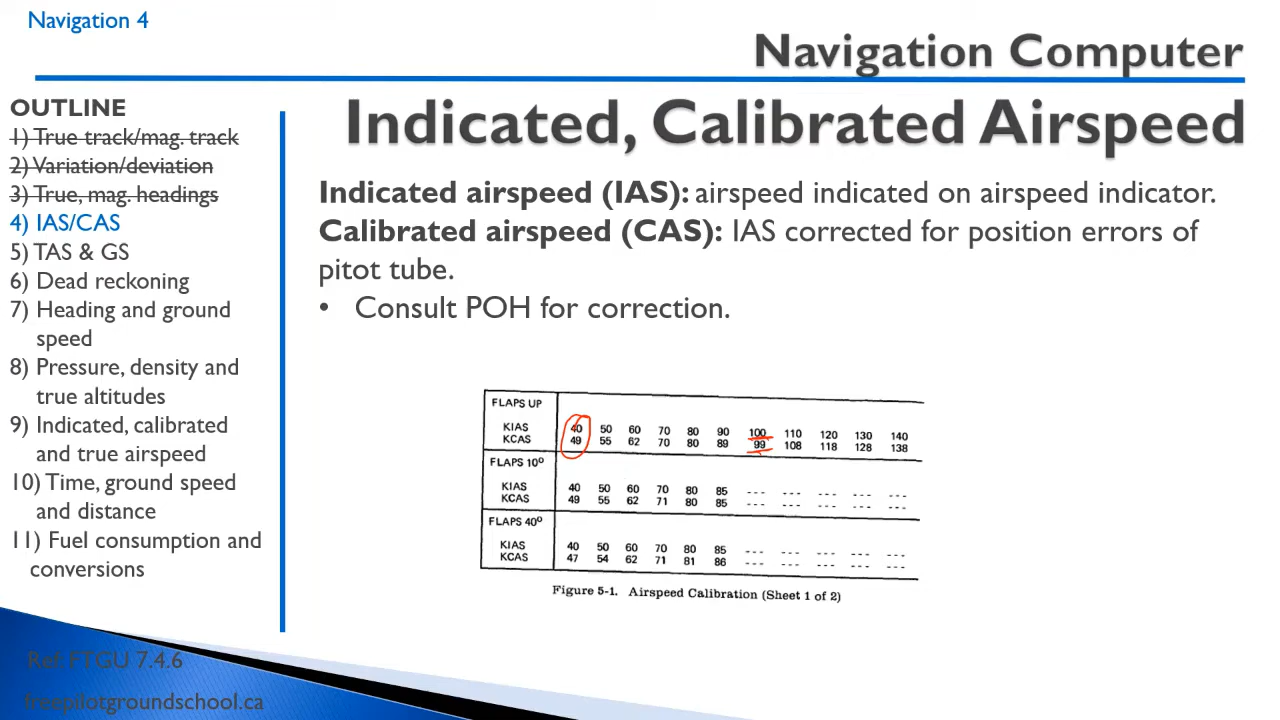 Navigation 4
Navigation Computer
OUTLINE
1) True track/mag. track
2) Variation/deviation
3) True, mag. headings
4) IAS/CAS
5) TAS & GS
6) Dead reckoning
7) Heading and ground
speed
8) Pressure, density and
true altitudes
9) Indicated, calibrated
and true airspeed
10) Time, ground speed
and distance
11) Fuel consumption and
conversions
Indicated, Calibrated Airspeed
Indicated airspeed (IAS): airspeed indicated on airspeed indicator.
Calibrated airspeed (CAS): IAS corrected for position errors of
pitot tube.
• Consult POH for correction.
FLAPS UP
KIAS 40 50 60 70 80 90 100 110 120 130 140
KCAS 49 55 62 70 80 89 99 108 118 128 138
FLAPS 10°
KIAS 40 50 60 70 80 85 --- --- --- --- ---
KCAS 49 55 62 71 80 85 --- --- --- --- ---
FLAPS 40°
KIAS 40 50 60 70 80 85 --- --- --- --- ---
KCAS 47 54 62 71 81 86 --- --- --- --- ---
Figure 5-1. Airspeed Calibration (Sheet 1 of 2)
Ref: FTGU 7.4.6
freepilotgroundschool.ca